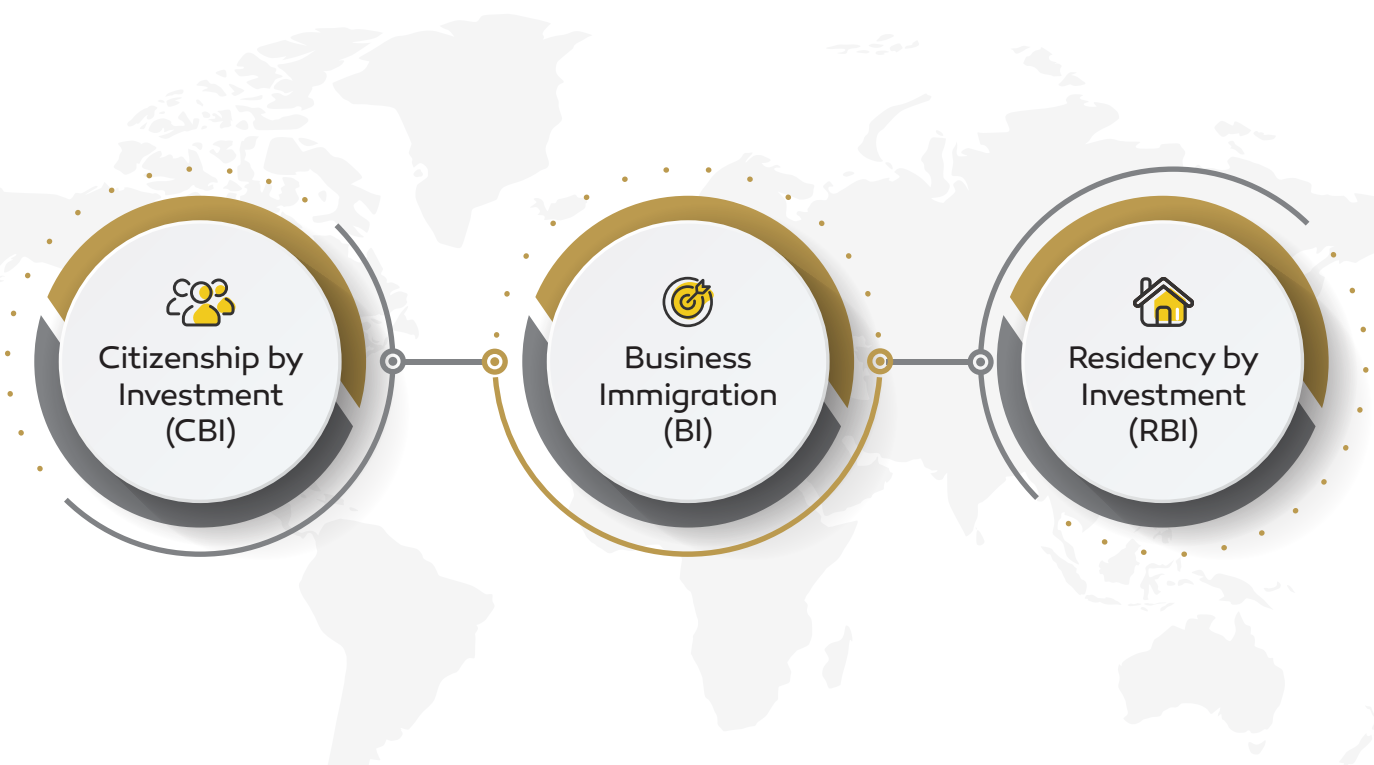 Citizenship by
Investment
(CBI)
Business
Immigration
(BI)
Residency by
Investment
(RBI)